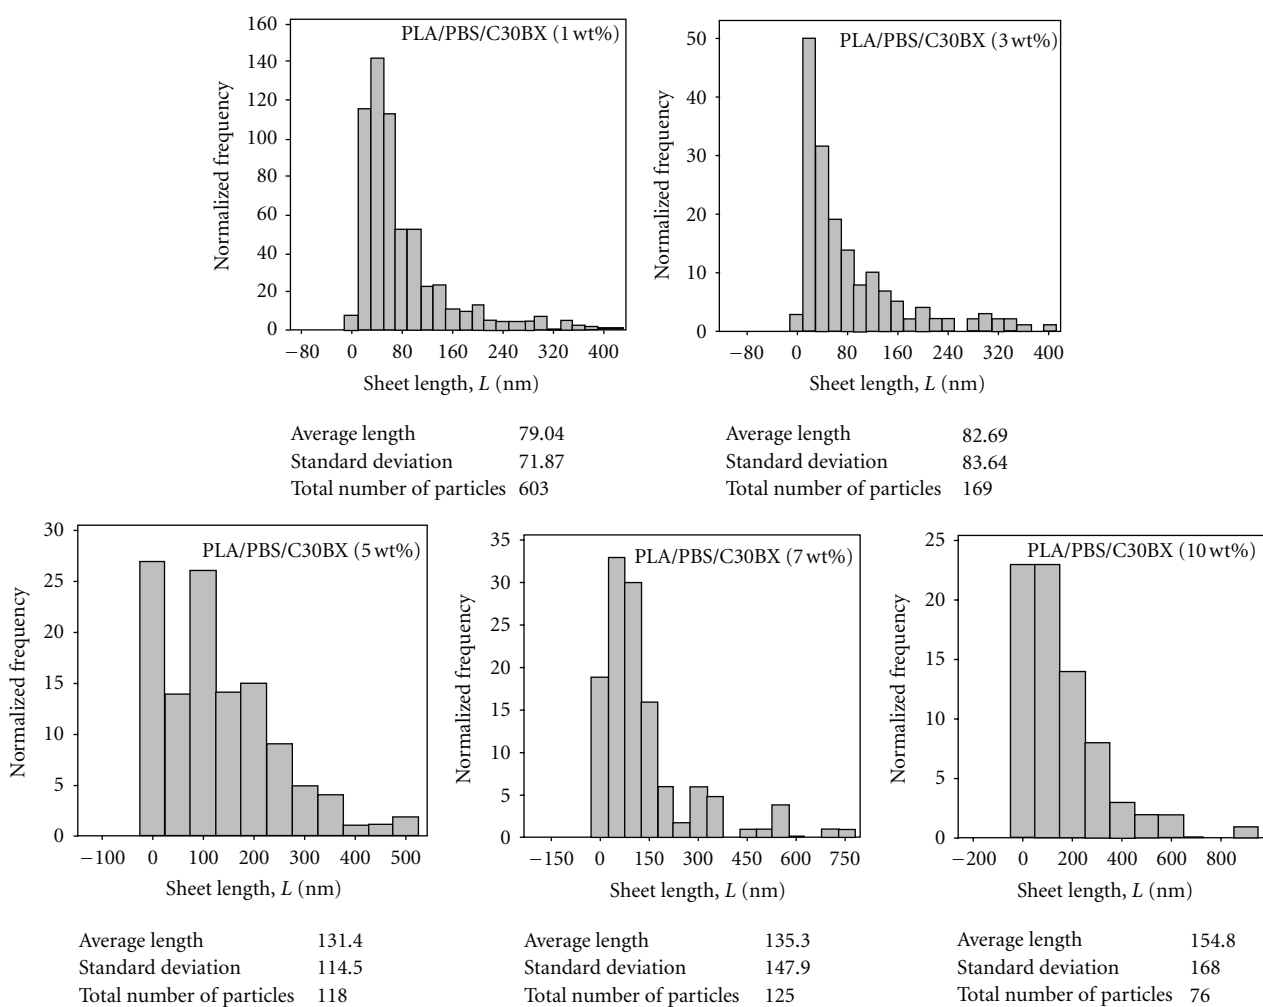 PLA/PBS/C30BX (1 wt%)
Normalized frequency
160
140
120
100
80
60
40
20
0
−80 0 80 160 240 320 400
Sheet length, L (nm)
Average length 79.04
Standard deviation 71.87
Total number of particles 603
PLA/PBS/C30BX (3 wt%)
Normalized frequency
50
40
30
20
10
0
−80 0 80 160 240 320 400
Sheet length, L (nm)
Average length 82.69
Standard deviation 83.64
Total number of particles 169
PLA/PBS/C30BX (5 wt%)
Normalized frequency
30
25
20
15
10
5
0
−100 0 100 200 300 400 500
Sheet length, L (nm)
Average length 131.4
Standard deviation 114.5
Total number of particles 118
PLA/PBS/C30BX (7 wt%)
Normalized frequency
35
30
25
20
15
10
5
0
−150 0 150 300 450 600 750
Sheet length, L (nm)
Average length 135.3
Standard deviation 147.9
Total number of particles 125
PLA/PBS/C30BX (10 wt%)
Normalized frequency
25
20
15
10
5
0
−200 0 200 400 600 800
Sheet length, L (nm)
Average length 154.8
Standard deviation 168
Total number of particles 76